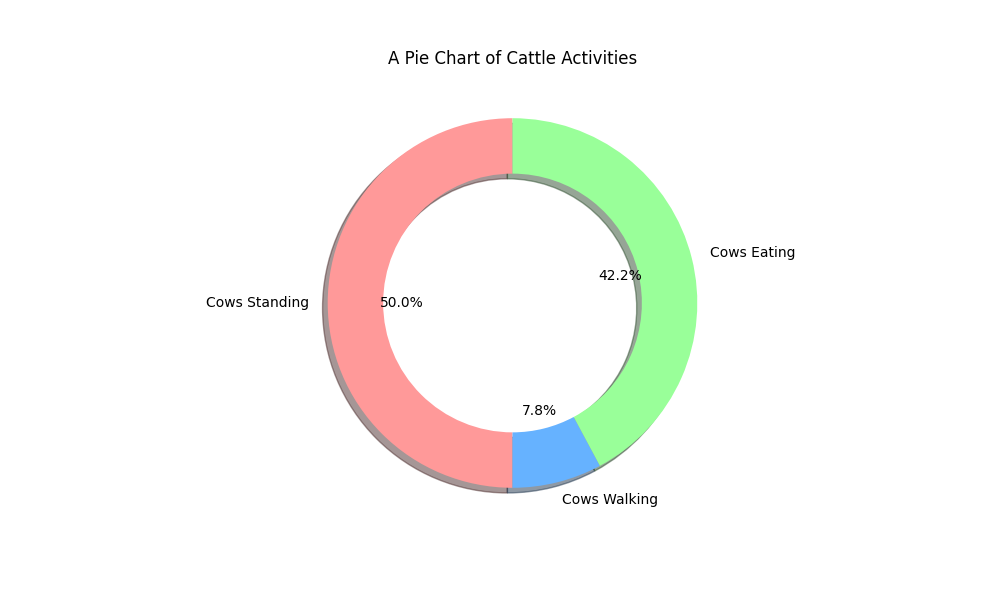 A Pie Chart of Cattle Activities
Cows Eating
42.2%
Cows Standing
50.0%
7.8%
Cows Walking